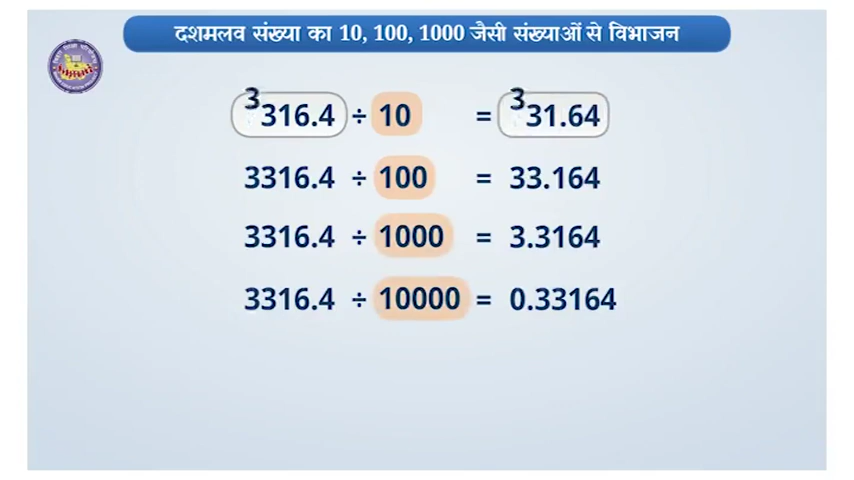 दशमलव संख्या का 10, 100, 1000 जैसी संख्याओं से विभाजन
3316.4 ÷ 10 = 331.64
3316.4 ÷ 100 = 33.164
3316.4 ÷ 1000 = 3.3164
3316.4 ÷ 10000 = 0.33164